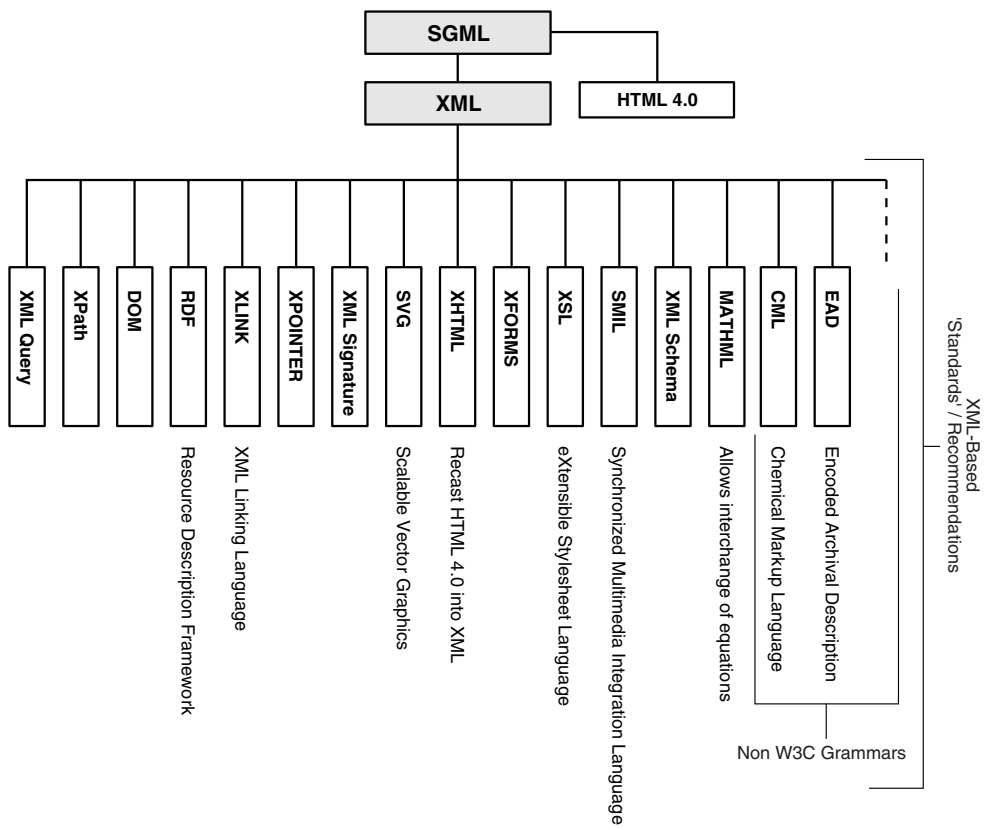 SGML
XML
HTML 4.0
XML Query
XPath
DOM
RDF
XLINK
XPOINTER
XML Signature
SVG
XHTML
XFORMS
XSL
SMIL
XML Schema
MATHML
CML
EAD
Resource Description Framework
XML Linking Language
Scalable Vector Graphics
Recast HTML 4.0 into XML
eXtensible Stylesheet Language
Synchronized Multimedia Integration Language
Allows interchange of equations
Chemical Markup Language
Encoded Archival Description
XML-Based
'Standards' / Recommendations
Non W3C Grammars